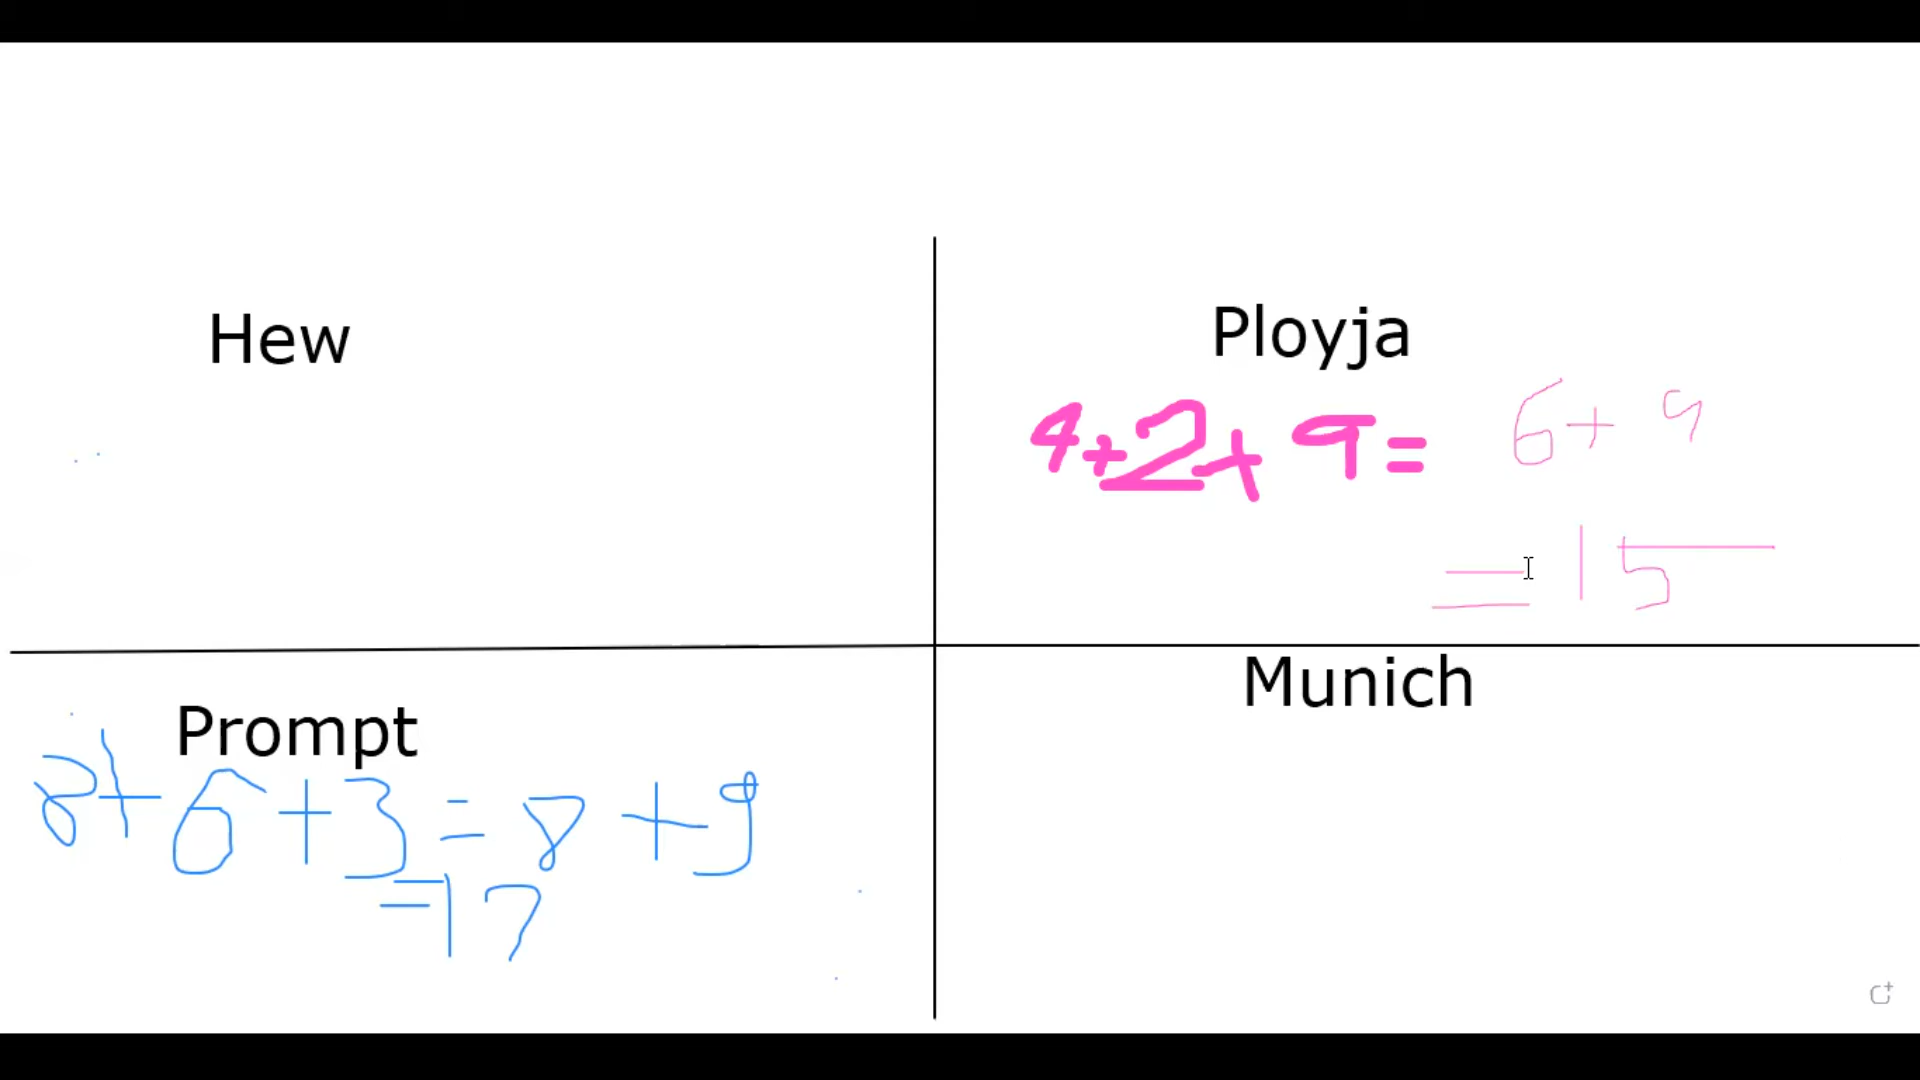 Hew
Ployja
4+2+9= 6+9
=15
Prompt
8+6+3=8+9
=17
Munich